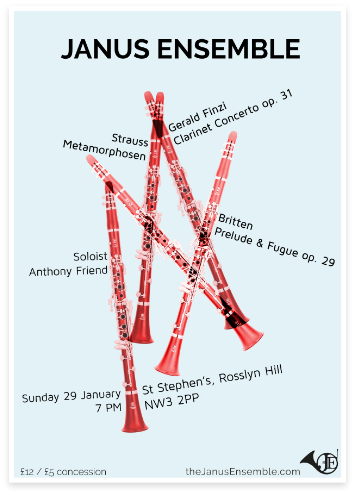 JANUS ENSEMBLE
Gerald Finzi
Clarinet Concerto op. 31
Strauss
Metamorphosen
Britten
Prelude & Fugue op. 29
Soloist
Anthony Friend
Sunday 29 January
7 PM
St Stephen's, Rosslyn Hill
NW3 2PP
£12 / £5 concession
theJanusEnsemble.com
JE